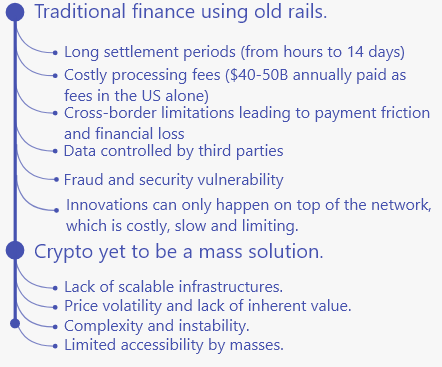 Traditional finance using old rails.
Long settlement periods (from hours to 14 days)
Costly processing fees ($40-50B annually paid as
fees in the US alone)
Cross-border limitations leading to payment friction
and financial loss
Data controlled by third parties
Fraud and security vulnerability
Innovations can only happen on top of the network,
which is costly, slow and limiting.
Crypto yet to be a mass solution.
Lack of scalable infrastructures.
Price volatility and lack of inherent value.
Complexity and instability.
Limited accessibility by masses.